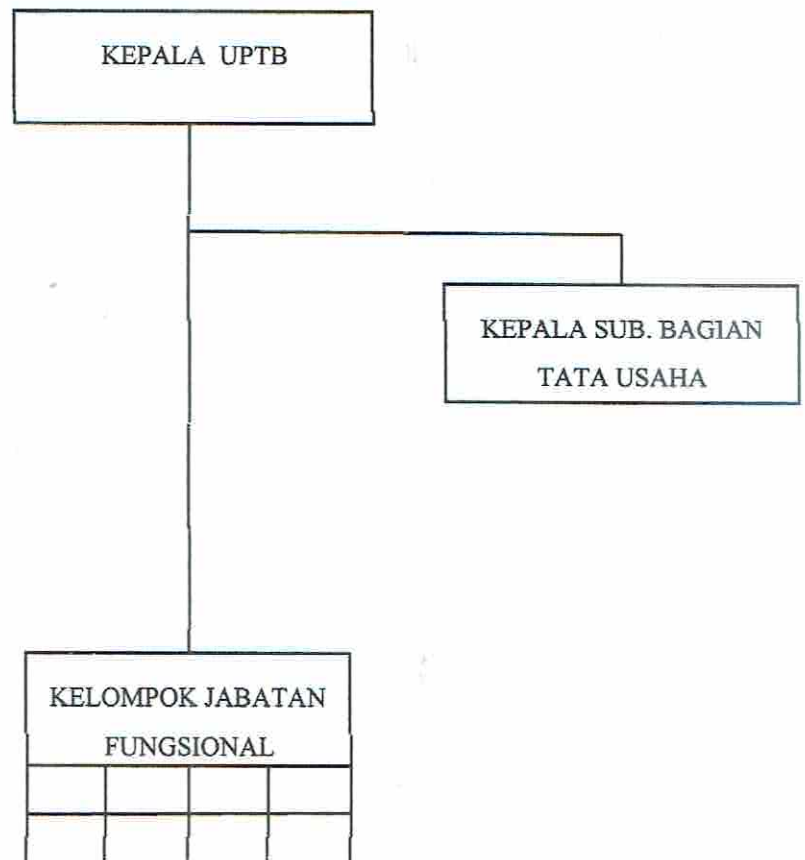 KEPALA UPTB
KEPALA SUB. BAGIAN
TATA USAHA
KELOMPOK JABATAN
FUNGSIONAL